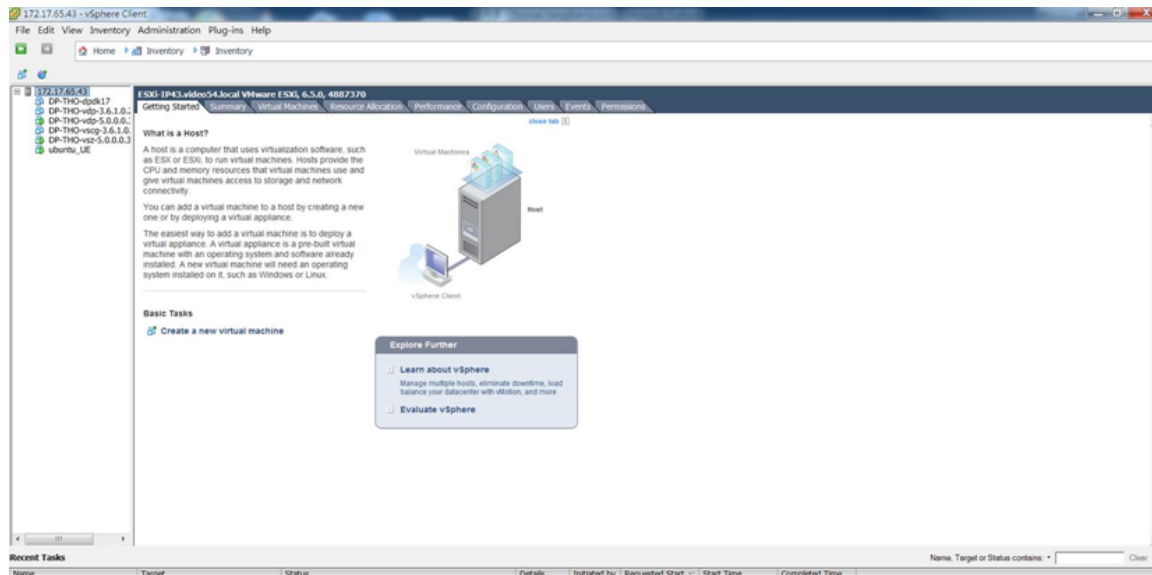 172.17.65.43 - vSphere Client
File Edit View Inventory Administration Plug-ins Help
Home Inventory Inventory
172.17.65.43
DP-THO-dpdk17
DP-THO-vdp-3.6.1.0.
DP-THO-vdp-5.0.0.0.
DP-THO-vscg-3.6.1.0.
DP-THO-vsz-5.0.0.0.3
ubuntu_UE
ESXi-IP43.video54.local VMware ESXi, 6.5.0, 4887370
Getting Started Summary Virtual Machines Resource Allocation Performance Configuration Users Events Permissions
close tab
What is a Host?
A host is a computer that uses virtualization software, such
as ESX or ESXi, to run virtual machines. Hosts provide the
CPU and memory resources that virtual machines use and
give virtual machines access to storage and network
connectivity.
You can add a virtual machine to a host by creating a new
one or by deploying a virtual appliance.
The easiest way to add a virtual machine is to deploy a
virtual appliance. A virtual appliance is a pre-built virtual
machine with an operating system and software already
installed. A new virtual machine will need an operating
system installed on it, such as Windows or Linux.
Virtual Machines
Host
vSphere Client
Basic Tasks
Create a new virtual machine
Explore Further
Learn about vSphere
Manage multiple hosts, eliminate downtime, load
balance your datacenter with vMotion, and more
Evaluate vSphere
Recent Tasks
Name, Target or Status contains:
Clear
Name Target Status Details Initiated by Requested Start Start Time Completed Time